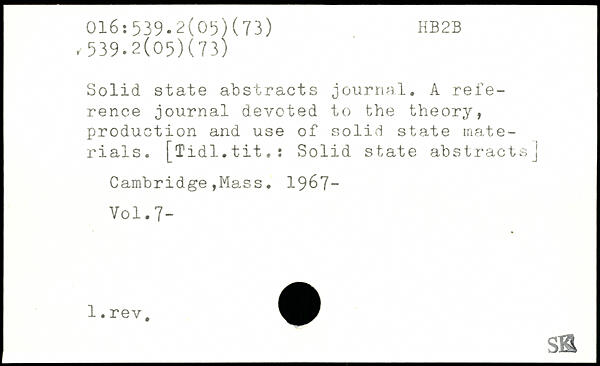 016:539.2(05)(73) HB2B
539.2(05)(73)
Solid state abstracts journal. A refe-
rence journal devoted to the theory,
production and use of solid state mate-
rials. [Tidl.tit.: Solid state abstracts]
Cambridge,Mass. 1967-
Vol.7-
1.rev.
SK